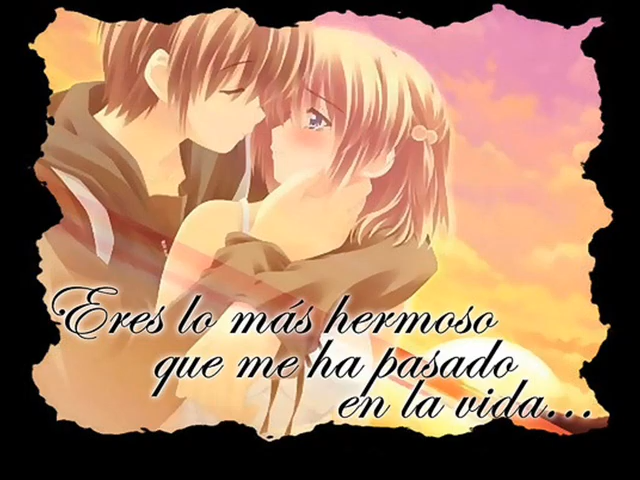 Eres lo más hermoso
que me ha pasado
en la vida...